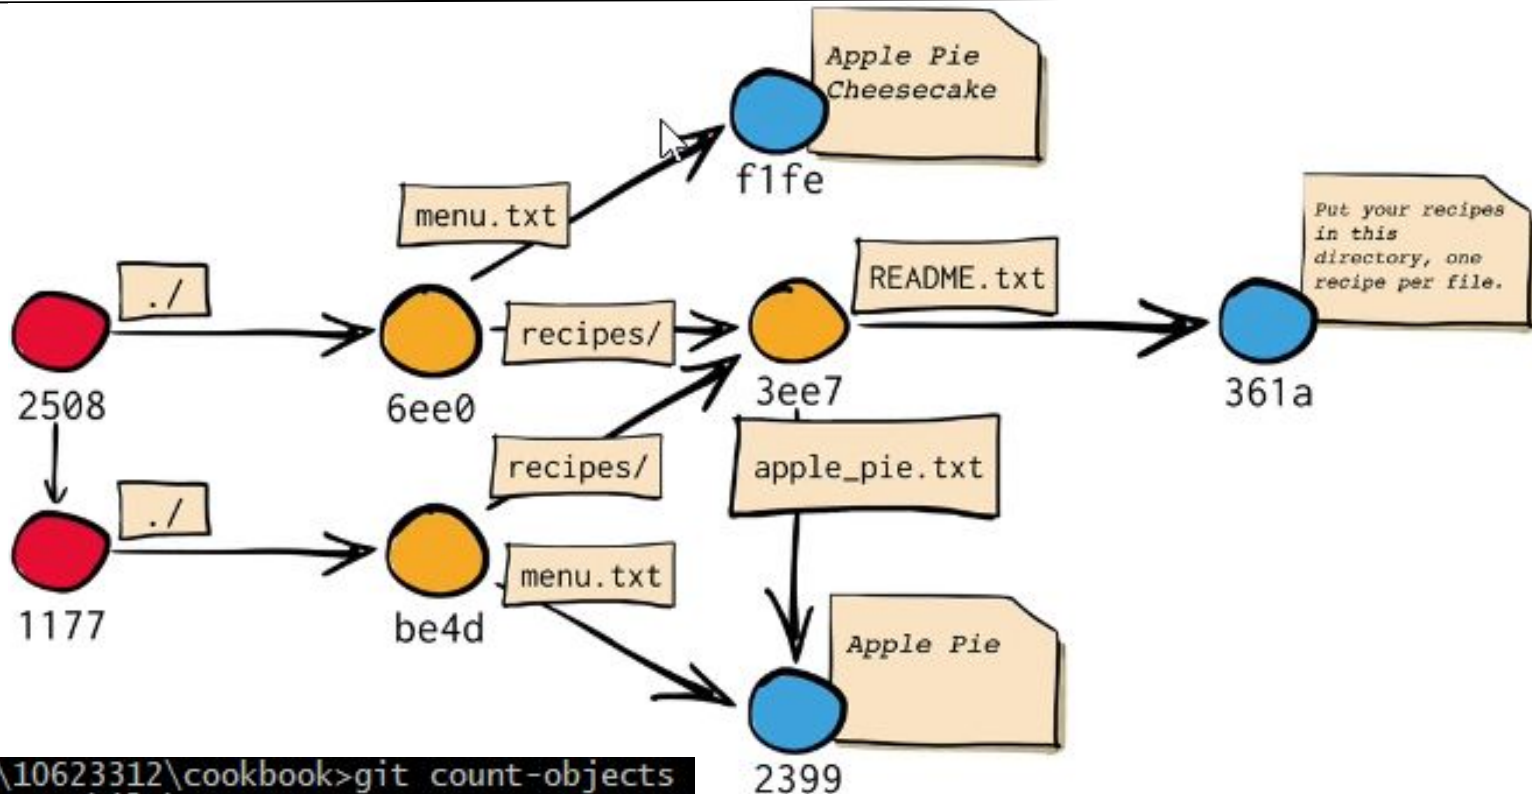 Apple Pie
Cheesecake
f1fe
menu.txt
Put your recipes
in this
directory, one
recipe per file.
./
README.txt
recipes/
2508
6ee0
3ee7
361a
recipes/
apple_pie.txt
./
menu.txt
1177
be4d
Apple Pie
2399
\10623312\cookbook>git count-objects